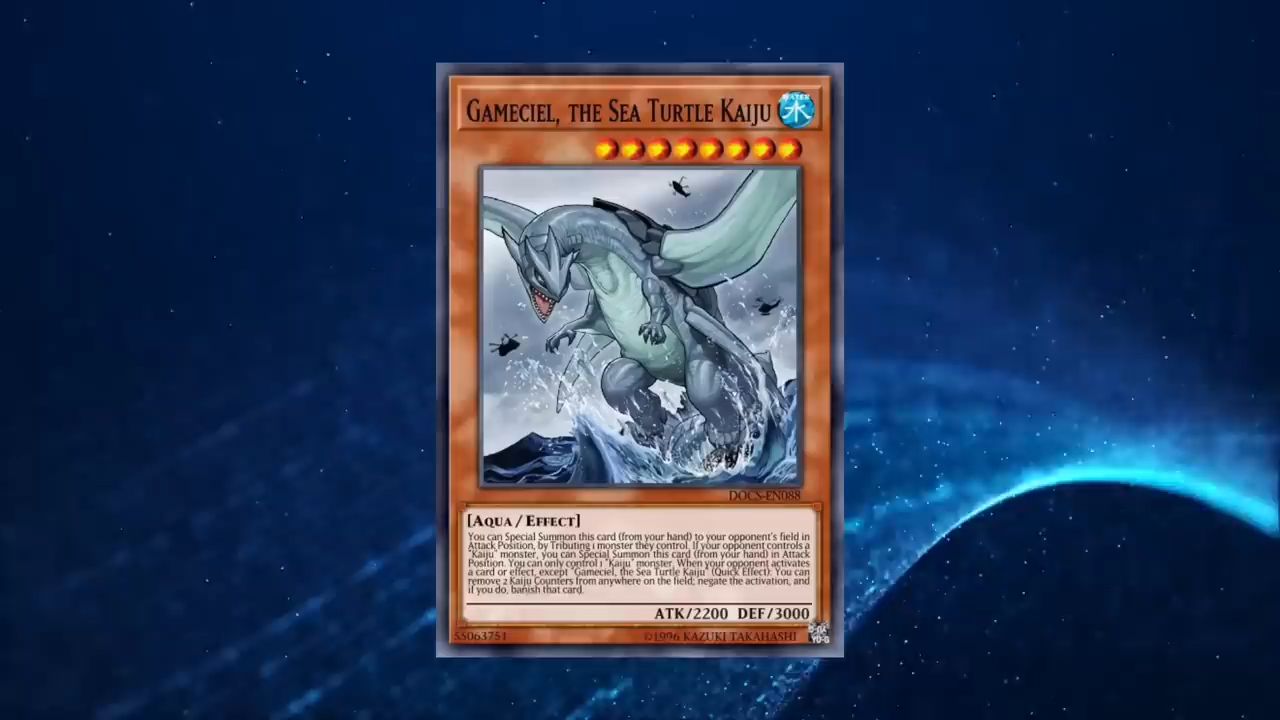 GAMECIEL, THE SEA TURTLE KAIJU
WATER
水
DOCS-EN088
[AQUA / EFFECT]
You can Special Summon this card (from your hand) to your opponent's field in
Attack Position, by Tributing 1 monster they control. If your opponent controls a
"Kaiju" monster, you can Special Summon this card (from your hand) in Attack
Position. You can only control 1 "Kaiju" monster. When your opponent activates
a card or effect, except "Gameciel, the Sea Turtle Kaiju" (Quick Effect): You can
remove 2 Kaiju Counters from anywhere on the field; negate the activation, and
if you do, banish that card.
ATK/2200 DEF/3000
55063751
©1996 KAZUKI TAKAHASHI